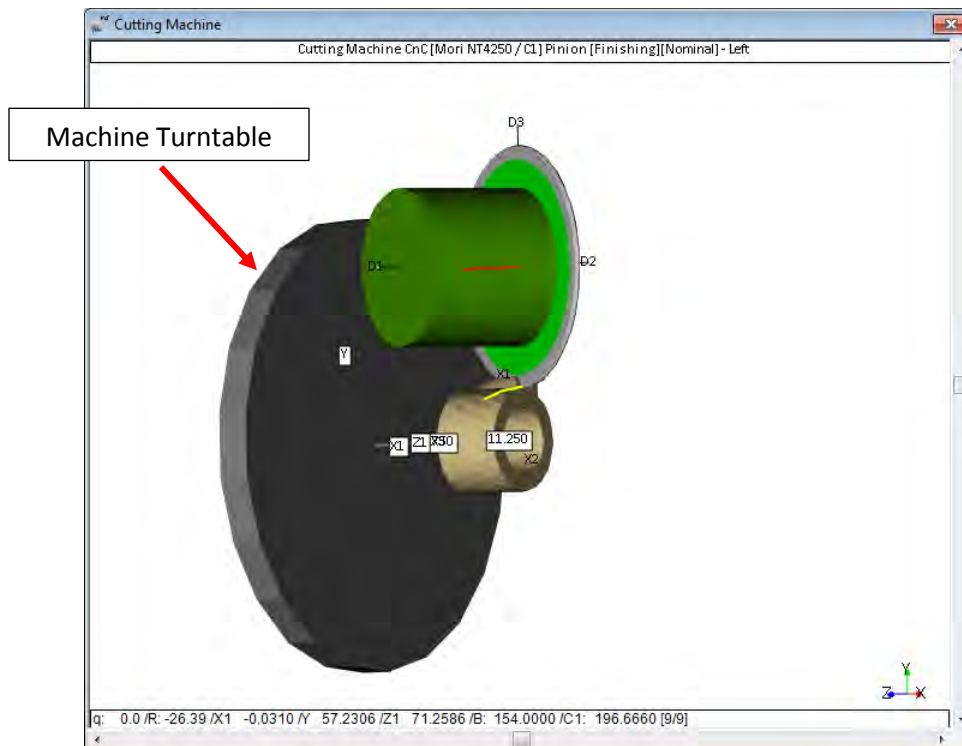 Cutting Machine
Cutting Machine CnC [Mori NT4250 / C1] Pinion [Finishing][Nominal] - Left
D3
Machine Turntable
D1
D2
Y
X1
X1
Z1
11.250
X2
Y
Z
X
q: 0.0 /R: -26.39 /X1 -0.0310 /Y 57.2306 /Z1 71.2586 /B: 154.0000 /C1: 196.6660 [9/9]